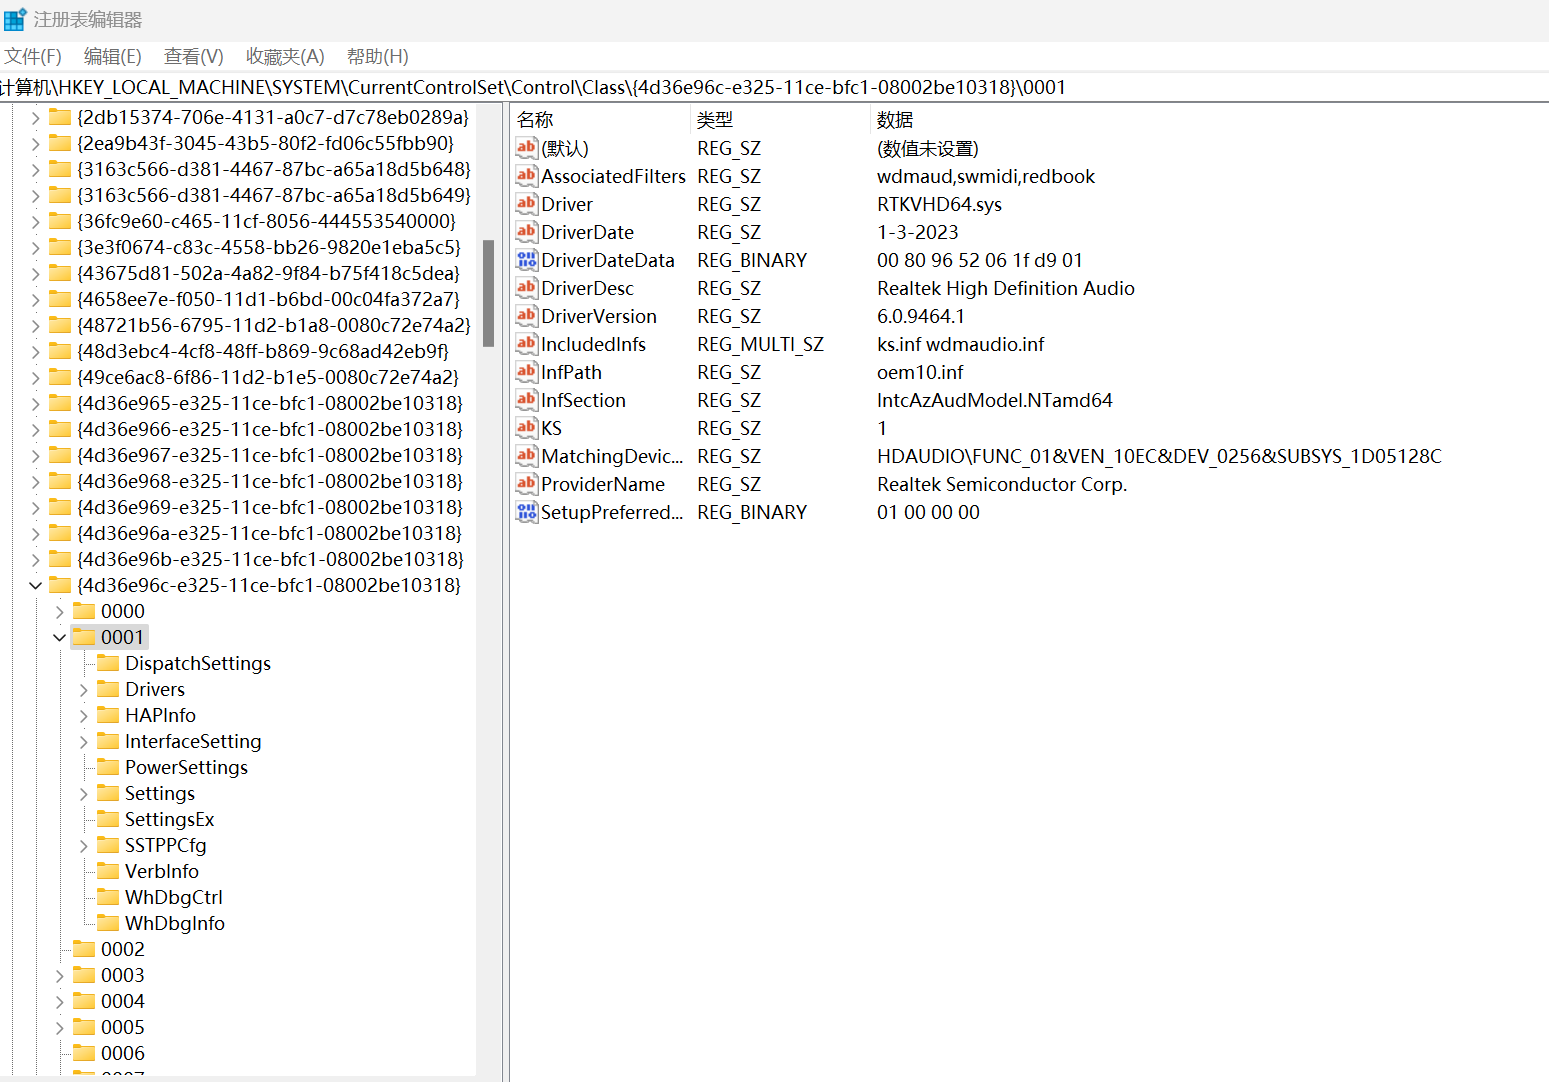 注册表编辑器
文件(F) 编辑(E) 查看(V) 收藏夹(A) 帮助(H)
计算机\HKEY_LOCAL_MACHINE\SYSTEM\CurrentControlSet\Control\Class\{4d36e96c-e325-11ce-bfc1-08002be10318}\0001
{2db15374-706e-4131-a0c7-d7c78eb0289a}
{2ea9b43f-3045-43b5-80f2-fd06c55fbb90}
{3163c566-d381-4467-87bc-a65a18d5b648}
{3163c566-d381-4467-87bc-a65a18d5b649}
{36fc9e60-c465-11cf-8056-444553540000}
{3e3f0674-c83c-4558-bb26-9820e1eba5c5}
{43675d81-502a-4a82-9f84-b75f418c5dea}
{4658ee7e-f050-11d1-b6bd-00c04fa372a7}
{48721b56-6795-11d2-b1a8-0080c72e74a2}
{48d3ebc4-4cf8-48ff-b869-9c68ad42eb9f}
{49ce6ac8-6f86-11d2-b1e5-0080c72e74a2}
{4d36e965-e325-11ce-bfc1-08002be10318}
{4d36e966-e325-11ce-bfc1-08002be10318}
{4d36e967-e325-11ce-bfc1-08002be10318}
{4d36e968-e325-11ce-bfc1-08002be10318}
{4d36e969-e325-11ce-bfc1-08002be10318}
{4d36e96a-e325-11ce-bfc1-08002be10318}
{4d36e96b-e325-11ce-bfc1-08002be10318}
{4d36e96c-e325-11ce-bfc1-08002be10318}
0000
0001
DispatchSettings
Drivers
HAPInfo
InterfaceSetting
PowerSettings
Settings
SettingsEx
SSTPPCfg
VerbInfo
WhDbgCtrl
WhDbgInfo
0002
0003
0004
0005
0006
名称 类型 数据
(默认) REG_SZ (数值未设置)
AssociatedFilters REG_SZ wdmaud,swmidi,redbook
Driver REG_SZ RTKVHD64.sys
DriverDate REG_SZ 1-3-2023
DriverDateData REG_BINARY 00 80 96 52 06 1f d9 01
DriverDesc REG_SZ Realtek High Definition Audio
DriverVersion REG_SZ 6.0.9464.1
IncludedInfs REG_MULTI_SZ ks.inf wdmaudio.inf
InfPath REG_SZ oem10.inf
InfSection REG_SZ IntcAzAudModel.NTamd64
KS REG_SZ 1
MatchingDevic... REG_SZ HDAUDIO\FUNC_01&VEN_10EC&DEV_0256&SUBSYS_1D05128C
ProviderName REG_SZ Realtek Semiconductor Corp.
SetupPreferred... REG_BINARY 01 00 00 00